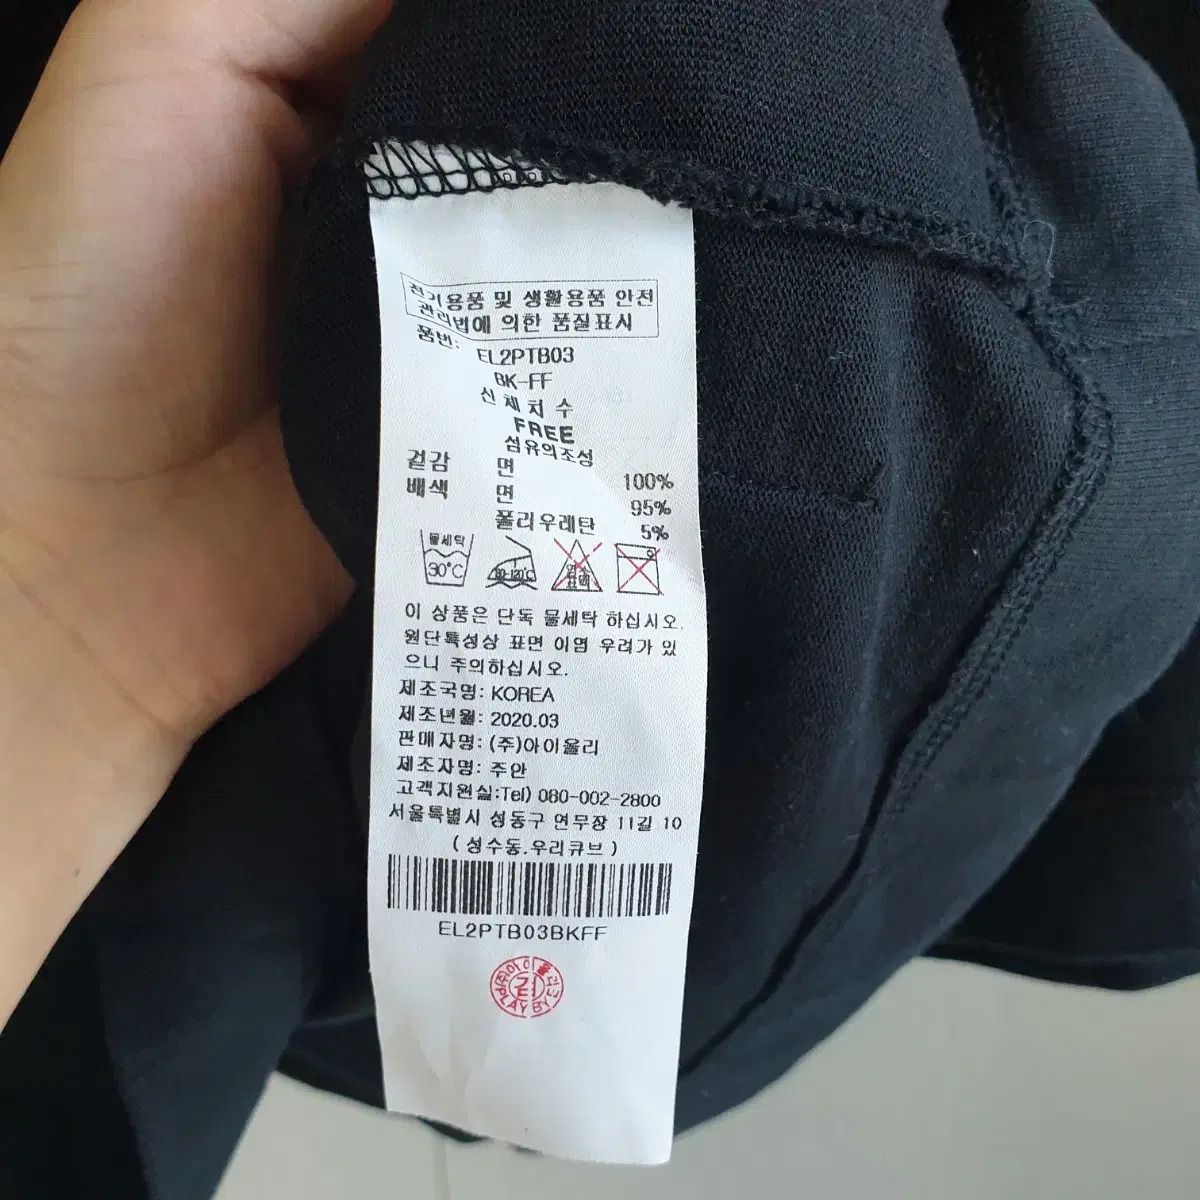 전기용품 및 생활용품 안전
관리법에 의한 품질표시
품번: EL2PTB03
BK-FF
신체치수
FREE
섬유의조성
겉감 면 100%
배색 면 95%
폴리우레탄 5%
물세탁
30°C
80-120°C
염소
표백
이 상품은 단독 물세탁 하십시오.
원단특성상 표면 이염 우려가 있
으니 주의하십시오.
제조국명: KOREA
제조년월: 2020.03
판매자명: (주)아이올리
제조자명: 주안
고객지원실:Tel) 080-002-2800
서울특별시 성동구 연무장 11길 10
(성수동.우리큐브)
EL2PTB03BKFF